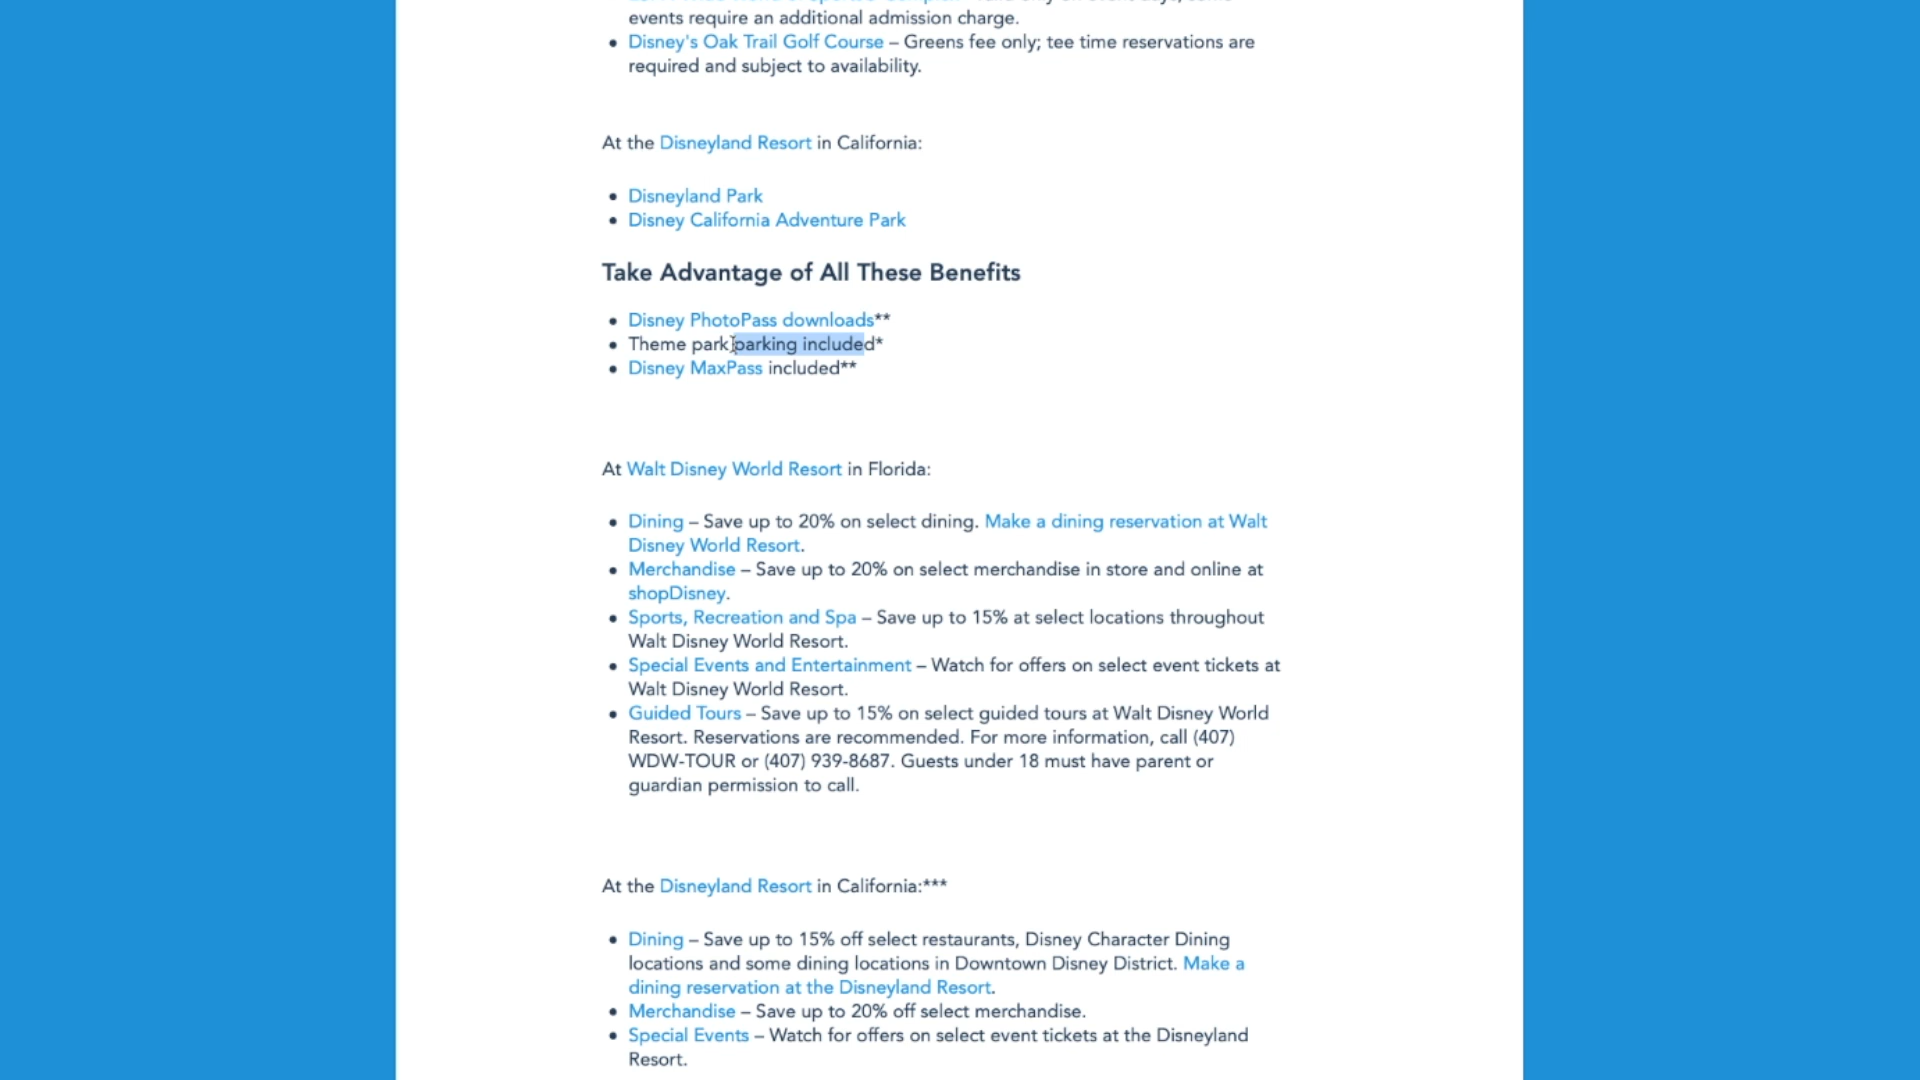 events require an additional admission charge.
• Disney's Oak Trail Golf Course – Greens fee only; tee time reservations are
required and subject to availability.
At the Disneyland Resort in California:
• Disneyland Park
• Disney California Adventure Park
Take Advantage of All These Benefits
• Disney PhotoPass downloads**
• Theme park parking included*
• Disney MaxPass included**
At Walt Disney World Resort in Florida:
• Dining – Save up to 20% on select dining. Make a dining reservation at Walt
Disney World Resort.
• Merchandise – Save up to 20% on select merchandise in store and online at
shopDisney.
• Sports, Recreation and Spa – Save up to 15% at select locations throughout
Walt Disney World Resort.
• Special Events and Entertainment – Watch for offers on select event tickets at
Walt Disney World Resort.
• Guided Tours – Save up to 15% on select guided tours at Walt Disney World
Resort. Reservations are recommended. For more information, call (407)
WDW-TOUR or (407) 939-8687. Guests under 18 must have parent or
guardian permission to call.
At the Disneyland Resort in California:***
• Dining – Save up to 15% off select restaurants, Disney Character Dining
locations and some dining locations in Downtown Disney District. Make a
dining reservation at the Disneyland Resort.
• Merchandise – Save up to 20% off select merchandise.
• Special Events – Watch for offers on select event tickets at the Disneyland
Resort.